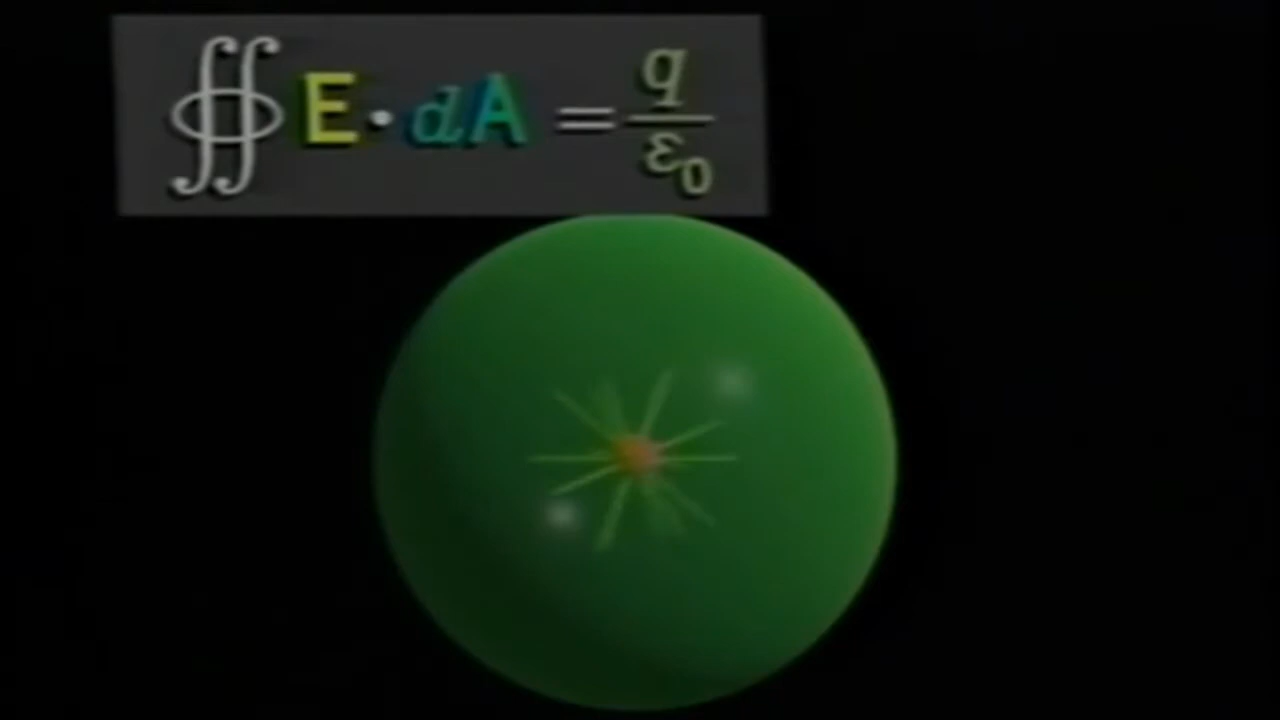 ∯ E · dA = q/ε₀